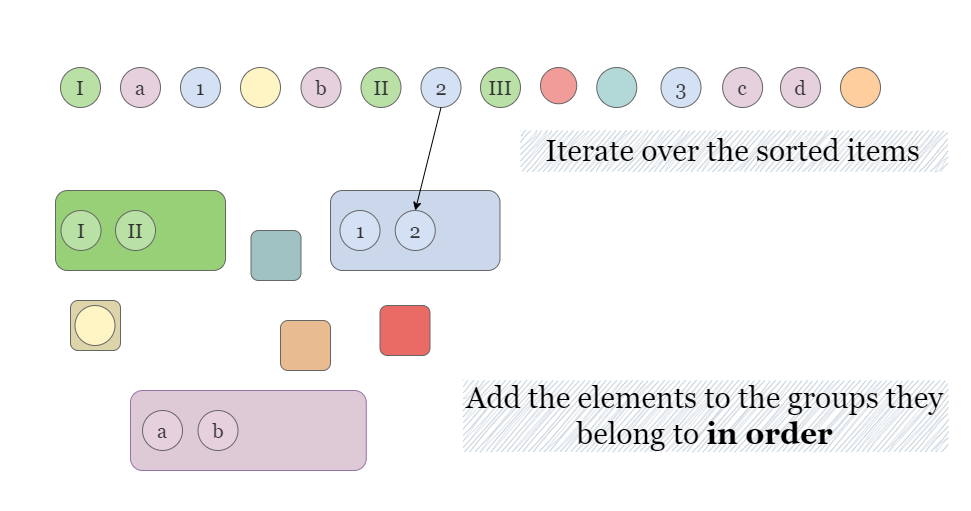 I a 1 b II 2 III 3 c d
Iterate over the sorted items
I II
1 2
a b
Add the elements to the groups they
belong to in order